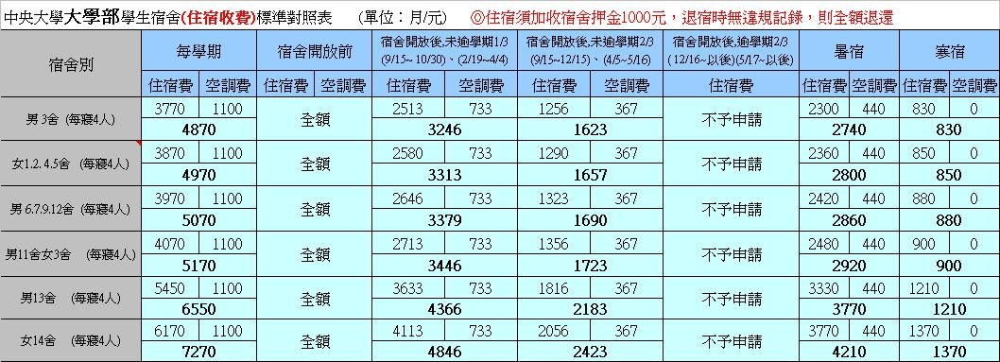 中央大學大學部學生宿舍(住宿收費)標準對照表 (單位：月/元) ◎住宿須加收宿舍押金1000元，退宿時無違規記錄，則全額退還
宿舍別 每學期 宿舍開放前 宿舍開放後,未逾學期1/3 (9/15~10/30)、(2/19~4/4) 宿舍開放後,未逾學期2/3 (9/15~12/15)、(4/5~5/16) 宿舍開放後,逾學期2/3 (12/16~以後)(5/17~以後) 暑宿 寒宿
住宿費 空調費 住宿費 空調費 住宿費 空調費 住宿費 空調費 住宿費 住宿費 空調費 住宿費 空調費
男3舍 (每寢4人) 3770 1100 全額 2513 733 1256 367 不予申請 2300 440 830 0
4870 3246 1623 2740 830
女1.2.4.5舍 (每寢4人) 3870 1100 全額 2580 733 1290 367 不予申請 2360 440 850 0
4970 3313 1657 2800 850
男6.7.9.12舍 (每寢4人) 3970 1100 全額 2646 733 1323 367 不予申請 2420 440 880 0
5070 3379 1690 2860 880
男11舍女3舍 (每寢4人) 4070 1100 全額 2713 733 1356 367 不予申請 2480 440 900 0
5170 3446 1723 2920 900
男13舍 (每寢4人) 5450 1100 全額 3633 733 1816 367 不予申請 3330 440 1210 0
6550 4366 2183 3770 1210
女14舍 (每寢4人) 6170 1100 全額 4113 733 2056 367 不予申請 3770 440 1370 0
7270 4846 2423 4210 1370